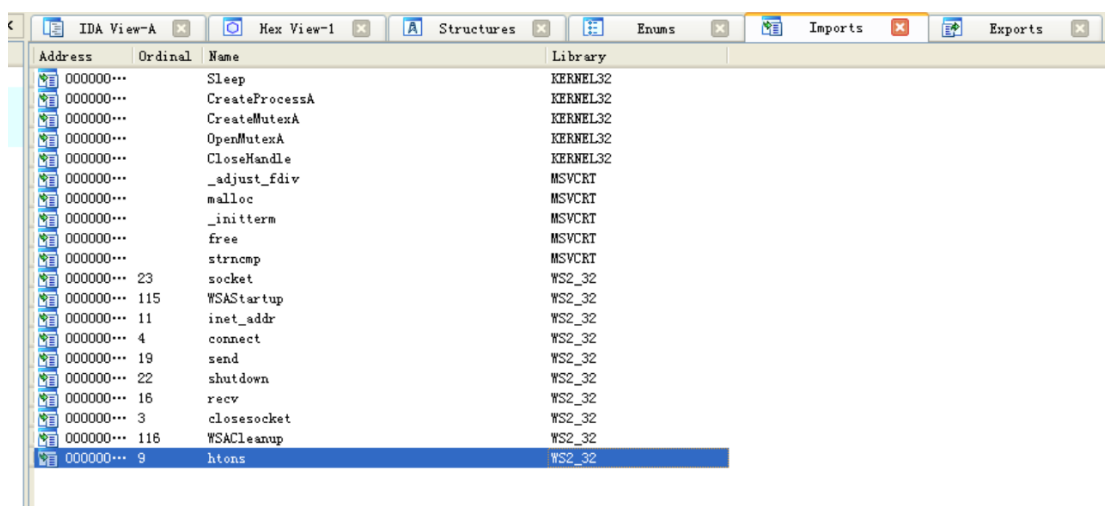 IDA View-A Hex View-1 A Structures Enums Imports Exports
Address Ordinal Name Library
000000··· Sleep KERNEL32
000000··· CreateProcessA KERNEL32
000000··· CreateMutexA KERNEL32
000000··· OpenMutexA KERNEL32
000000··· CloseHandle KERNEL32
000000··· _adjust_fdiv MSVCRT
000000··· malloc MSVCRT
000000··· _initterm MSVCRT
000000··· free MSVCRT
000000··· strncmp MSVCRT
000000··· 23 socket WS2_32
000000··· 115 WSAStartup WS2_32
000000··· 11 inet_addr WS2_32
000000··· 4 connect WS2_32
000000··· 19 send WS2_32
000000··· 22 shutdown WS2_32
000000··· 16 recv WS2_32
000000··· 3 closesocket WS2_32
000000··· 116 WSACleanup WS2_32
000000··· 9 htons WS2_32